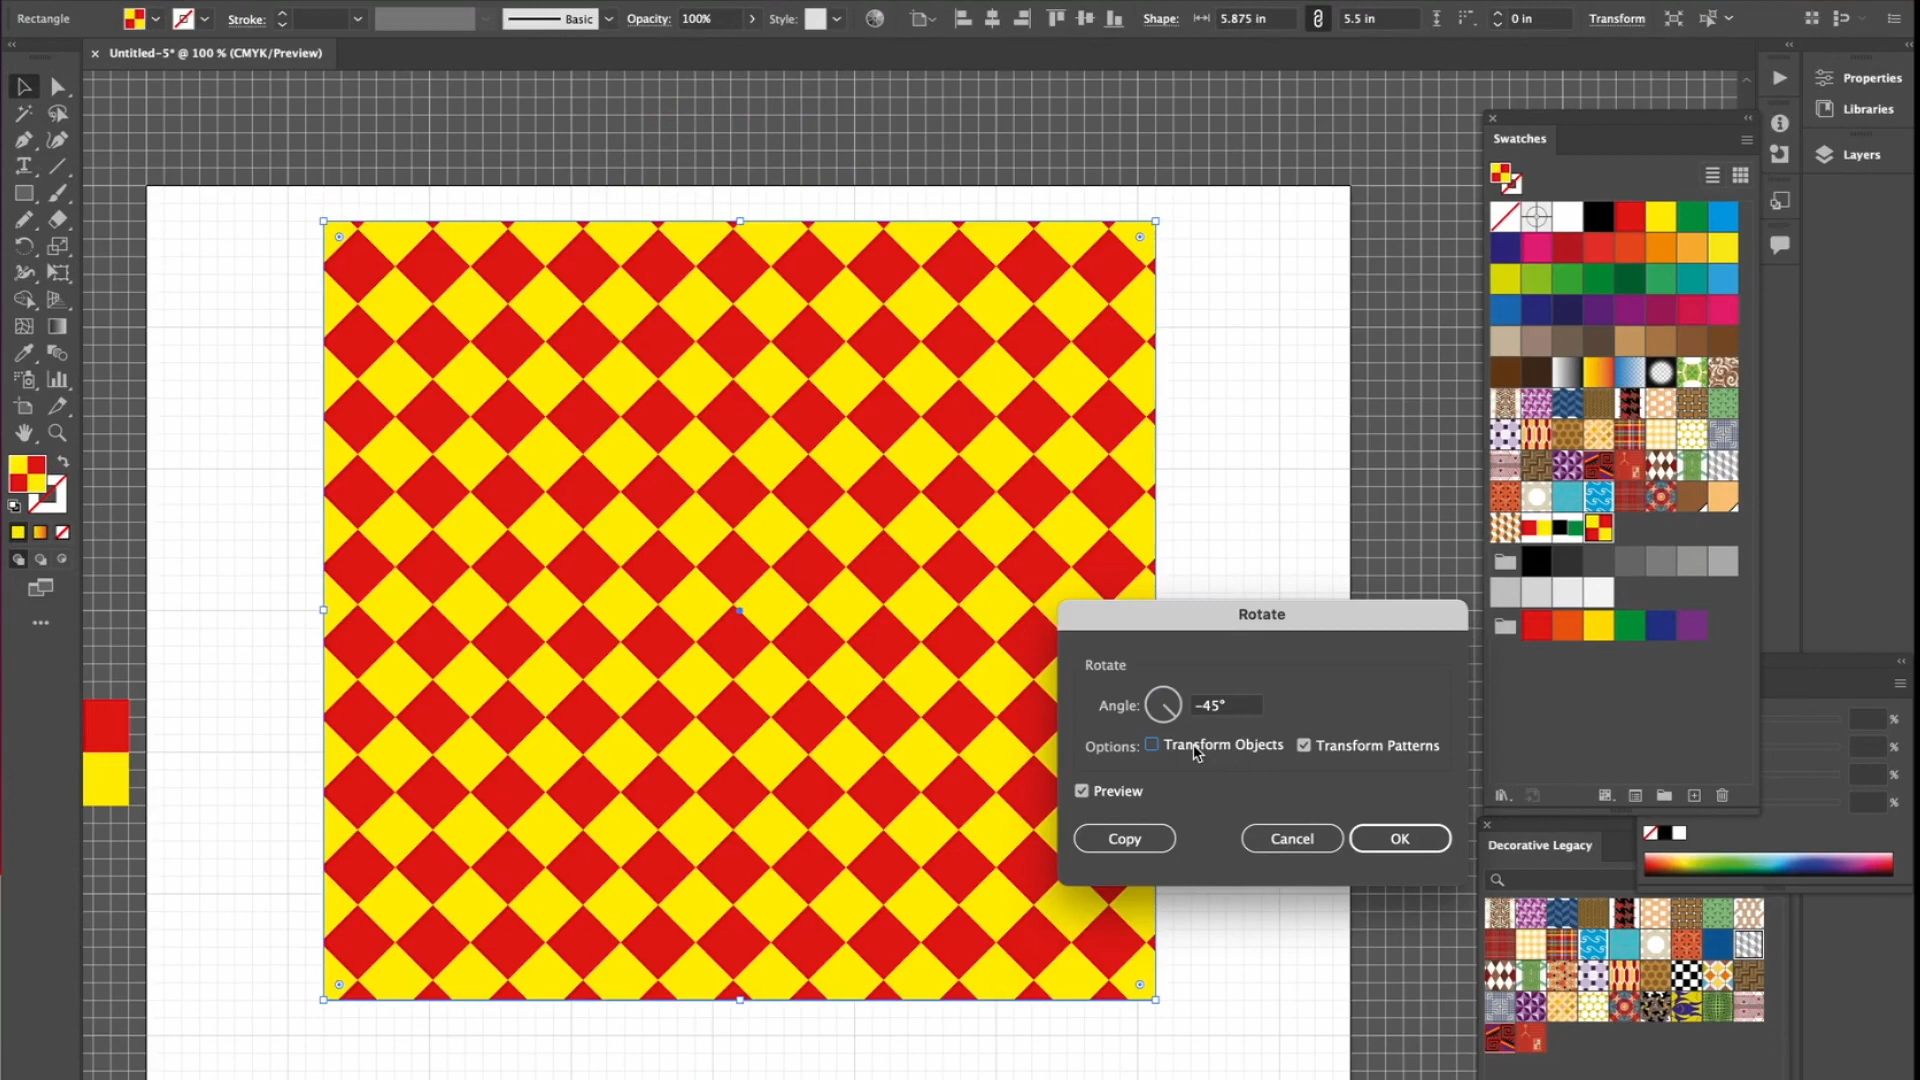 Rectangle Stroke: Basic Opacity: 100% Style: Shape: 5.875 in 5.5 in 0 in Transform
Untitled-5* @ 100 % (CMYK/Preview)
Properties
Libraries
Layers
Swatches
Rotate
Rotate
Angle: -45°
Options: Transform Objects Transform Patterns
Preview
Copy Cancel OK
%
%
%
%
Decorative Legacy